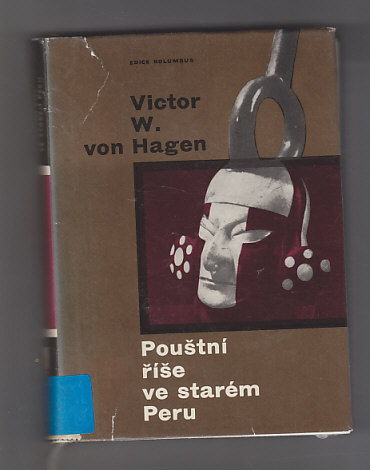 EDICE KOLUMBUS
Victor
W.
von Hagen
Pouštní
říše
ve starém
Peru